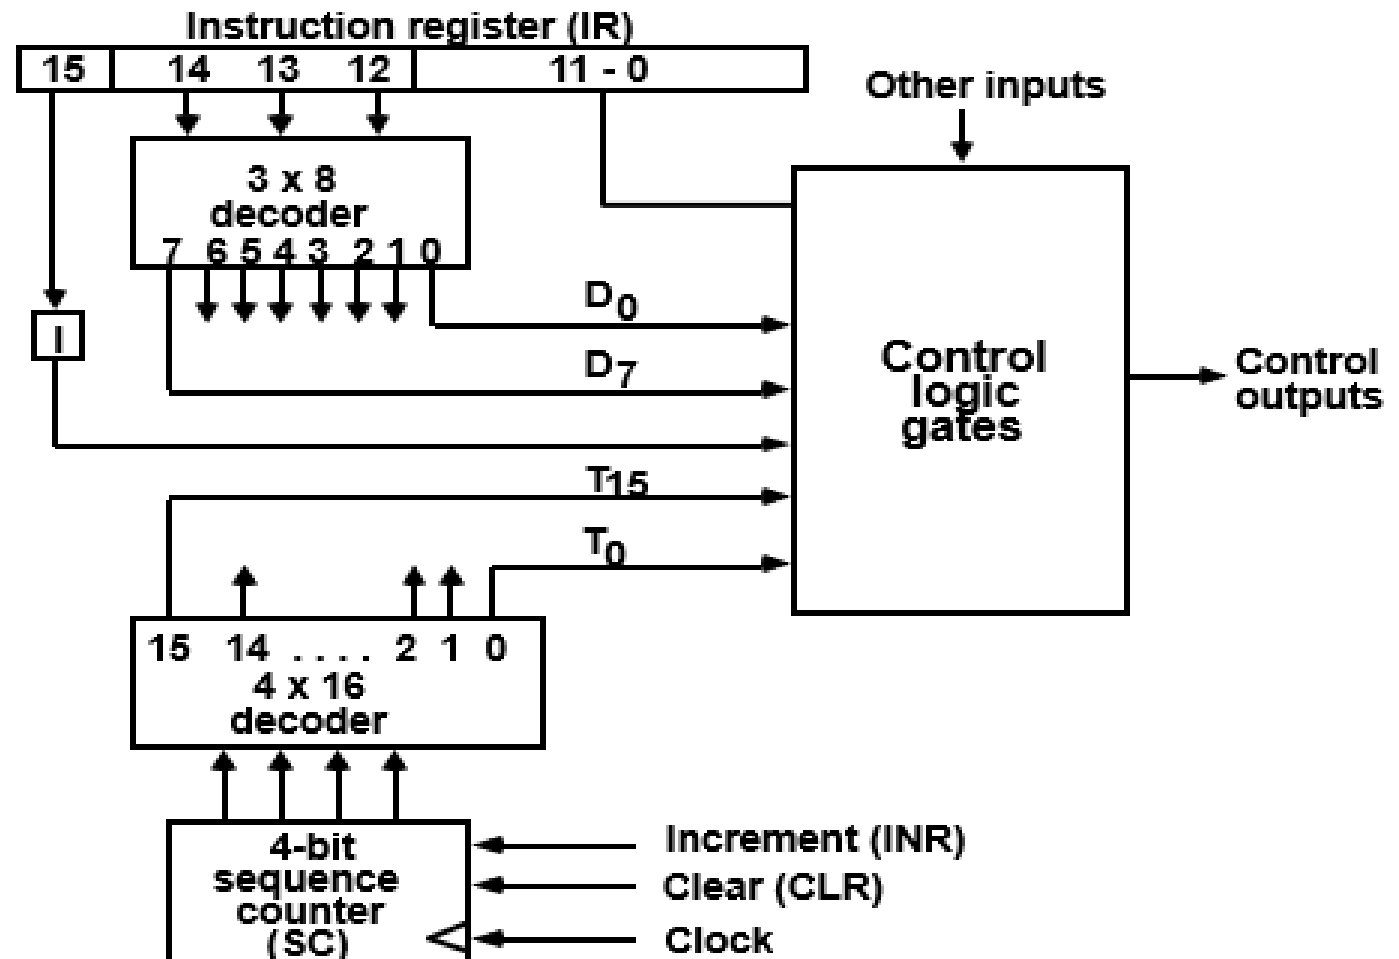 Instruction register (IR)
15 14 13 12 11 - 0
Other inputs
3 x 8
decoder
7 6 5 4 3 2 1 0
D0
I
Control
logic
gates
Control
outputs
D7
T15
T0
15 14 . . . . 2 1 0
4 x 16
decoder
4-bit
sequence
counter
(SC)
Increment (INR)
Clear (CLR)
Clock